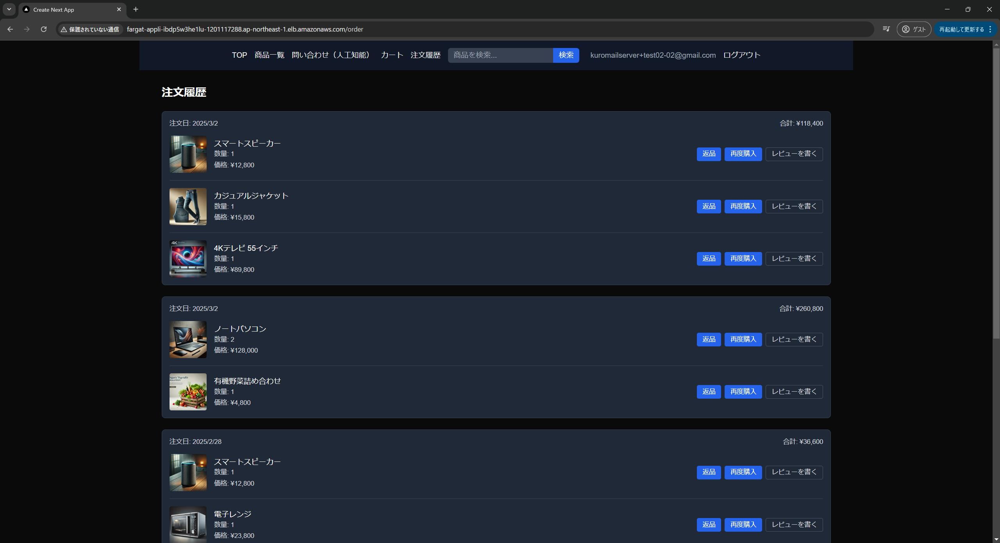 Create Next App
保護されていない通信
fargat-appli-ibdp5w3he1lu-1201117288.ap-northeast-1.elb.amazonaws.com/order
ゲスト
再起動して更新する
TOP 商品一覧 問い合わせ（人工知能） カート 注文履歴 商品を検索... 検索 kuromailserver+test02-02@gmail.com ログアウト
注文履歴
注文日: 2025/3/2 合計: ¥118,400
スマートスピーカー
数量: 1
価格: ¥12,800
返品 再度購入 レビューを書く
カジュアルジャケット
数量: 1
価格: ¥15,800
返品 再度購入 レビューを書く
4K
4Kテレビ 55インチ
数量: 1
価格: ¥89,800
返品 再度購入 レビューを書く
注文日: 2025/3/2 合計: ¥260,800
ノートパソコン
数量: 2
価格: ¥128,000
返品 再度購入 レビューを書く
Vegetable
有機野菜詰め合わせ
数量: 1
価格: ¥4,800
返品 再度購入 レビューを書く
注文日: 2025/2/28 合計: ¥36,600
スマートスピーカー
数量: 1
価格: ¥12,800
返品 再度購入 レビューを書く
電子レンジ
数量: 1
価格: ¥23,800
返品 再度購入 レビューを書く